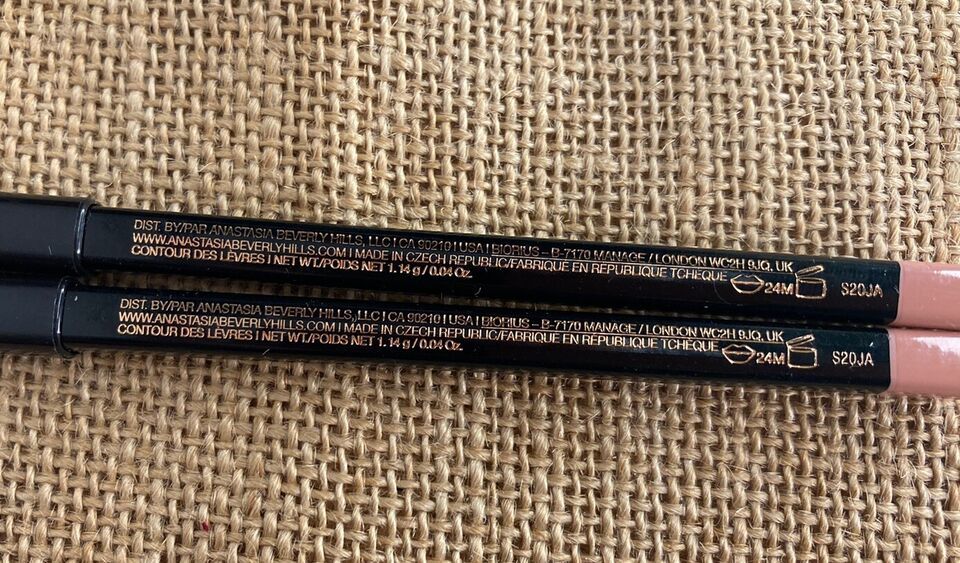 DIST. BY/PAR ANASTASIA BEVERLY HILLS, LLC | CA 90210 | USA | BIORIUS – B-7170 MANAGE / LONDON WC2H 9JQ, UK
WWW.ANASTASIABEVERLYHILLS.COM | MADE IN CZECH REPUBLIC/FABRIQUÉ EN RÉPUBLIQUE TCHÈQUE
CONTOUR DES LÈVRES | NET WT/POIDS NET 1.14 g / 0.04 Oz.
24M
S20JA
DIST. BY/PAR ANASTASIA BEVERLY HILLS, LLC | CA 90210 | USA | BIORIUS – B-7170 MANAGE / LONDON WC2H 9JQ, UK
WWW.ANASTASIABEVERLYHILLS.COM | MADE IN CZECH REPUBLIC/FABRIQUÉ EN RÉPUBLIQUE TCHÈQUE
CONTOUR DES LÈVRES | NET WT/POIDS NET 1.14 g / 0.04 Oz.
24M
S20JA